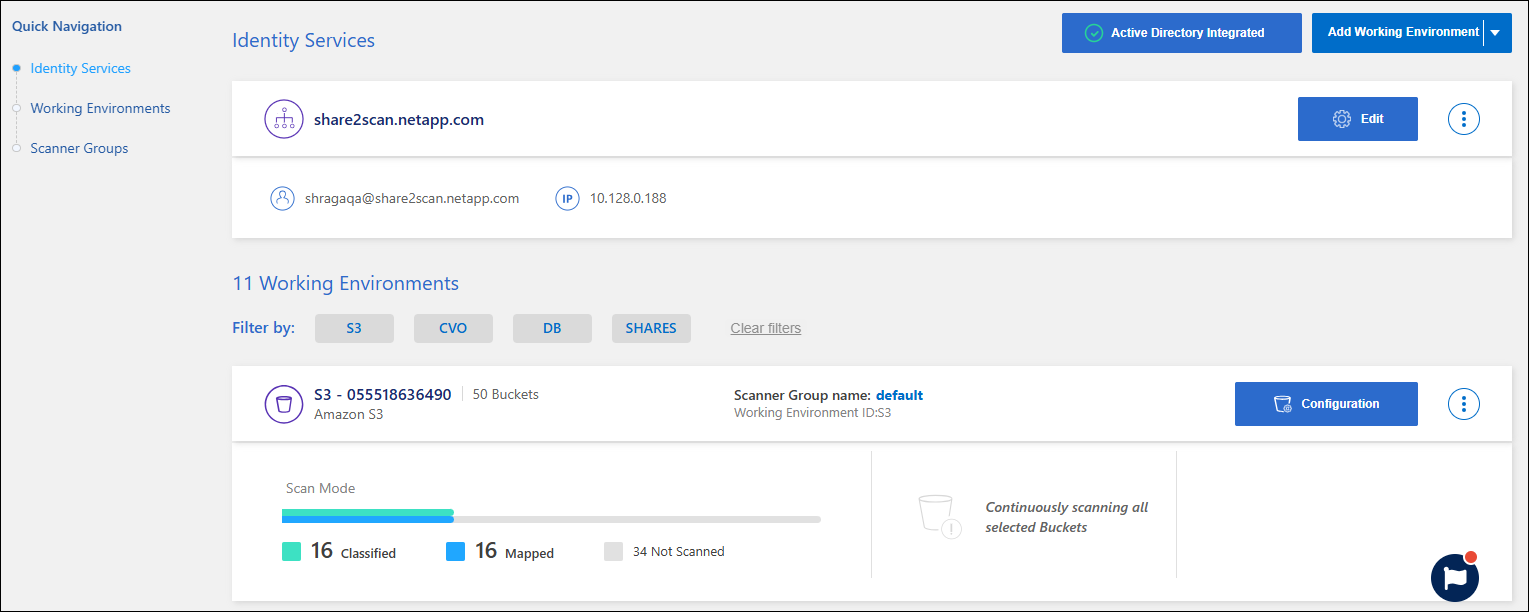 Quick Navigation
Identity Services
Working Environments
Scanner Groups
Identity Services
Active Directory Integrated
Add Working Environment
share2scan.netapp.com
Edit
shragaqa@share2scan.netapp.com
IP
10.128.0.188
11 Working Environments
Filter by:
S3
CVO
DB
SHARES
Clear filters
S3 - 055518636490
50 Buckets
Amazon S3
Scanner Group name: default
Working Environment ID:S3
Configuration
Scan Mode
16 Classified
16 Mapped
34 Not Scanned
Continuously scanning all
selected Buckets